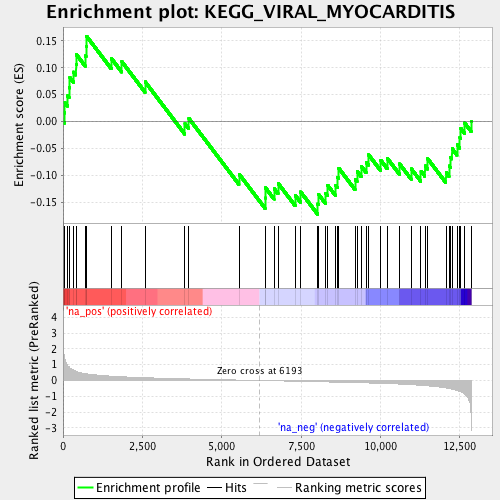 Enrichment plot: KEGG_VIRAL_MYOCARDITIS
Enrichment score (ES)
0.15
0.10
0.05
0.00
-0.05
-0.10
-0.15
'na_pos' (positively correlated)
Ranked list metric (PreRanked)
4
3
2
1
0
-1
-2
-3
Zero cross at 6193
'na_neg' (negatively correlated)
0
2,500
5,000
7,500
10,000
12,500
Rank in Ordered Dataset
Enrichment profile
Hits
Ranking metric scores